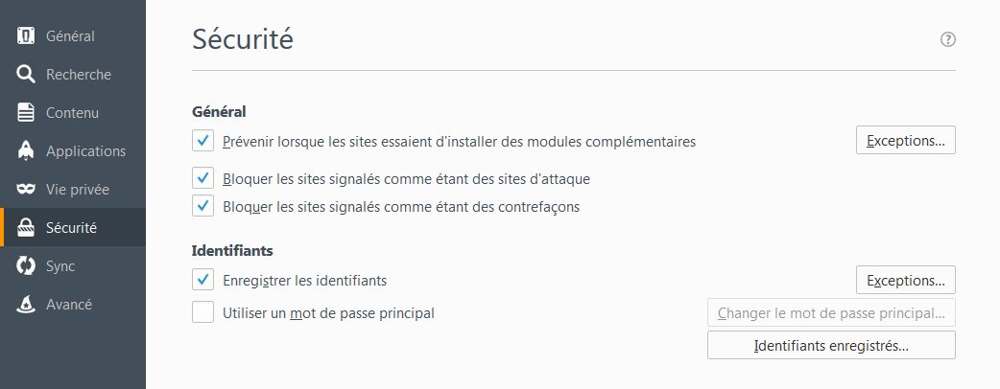 Général
Recherche
Contenu
Applications
Vie privée
Sécurité
Sync
Avancé
Sécurité
?
Général
Prévenir lorsque les sites essaient d'installer des modules complémentaires
Exceptions...
Bloquer les sites signalés comme étant des sites d'attaque
Bloquer les sites signalés comme étant des contrefaçons
Identifiants
Enregistrer les identifiants
Exceptions...
Utiliser un mot de passe principal
Changer le mot de passe principal...
Identifiants enregistrés...